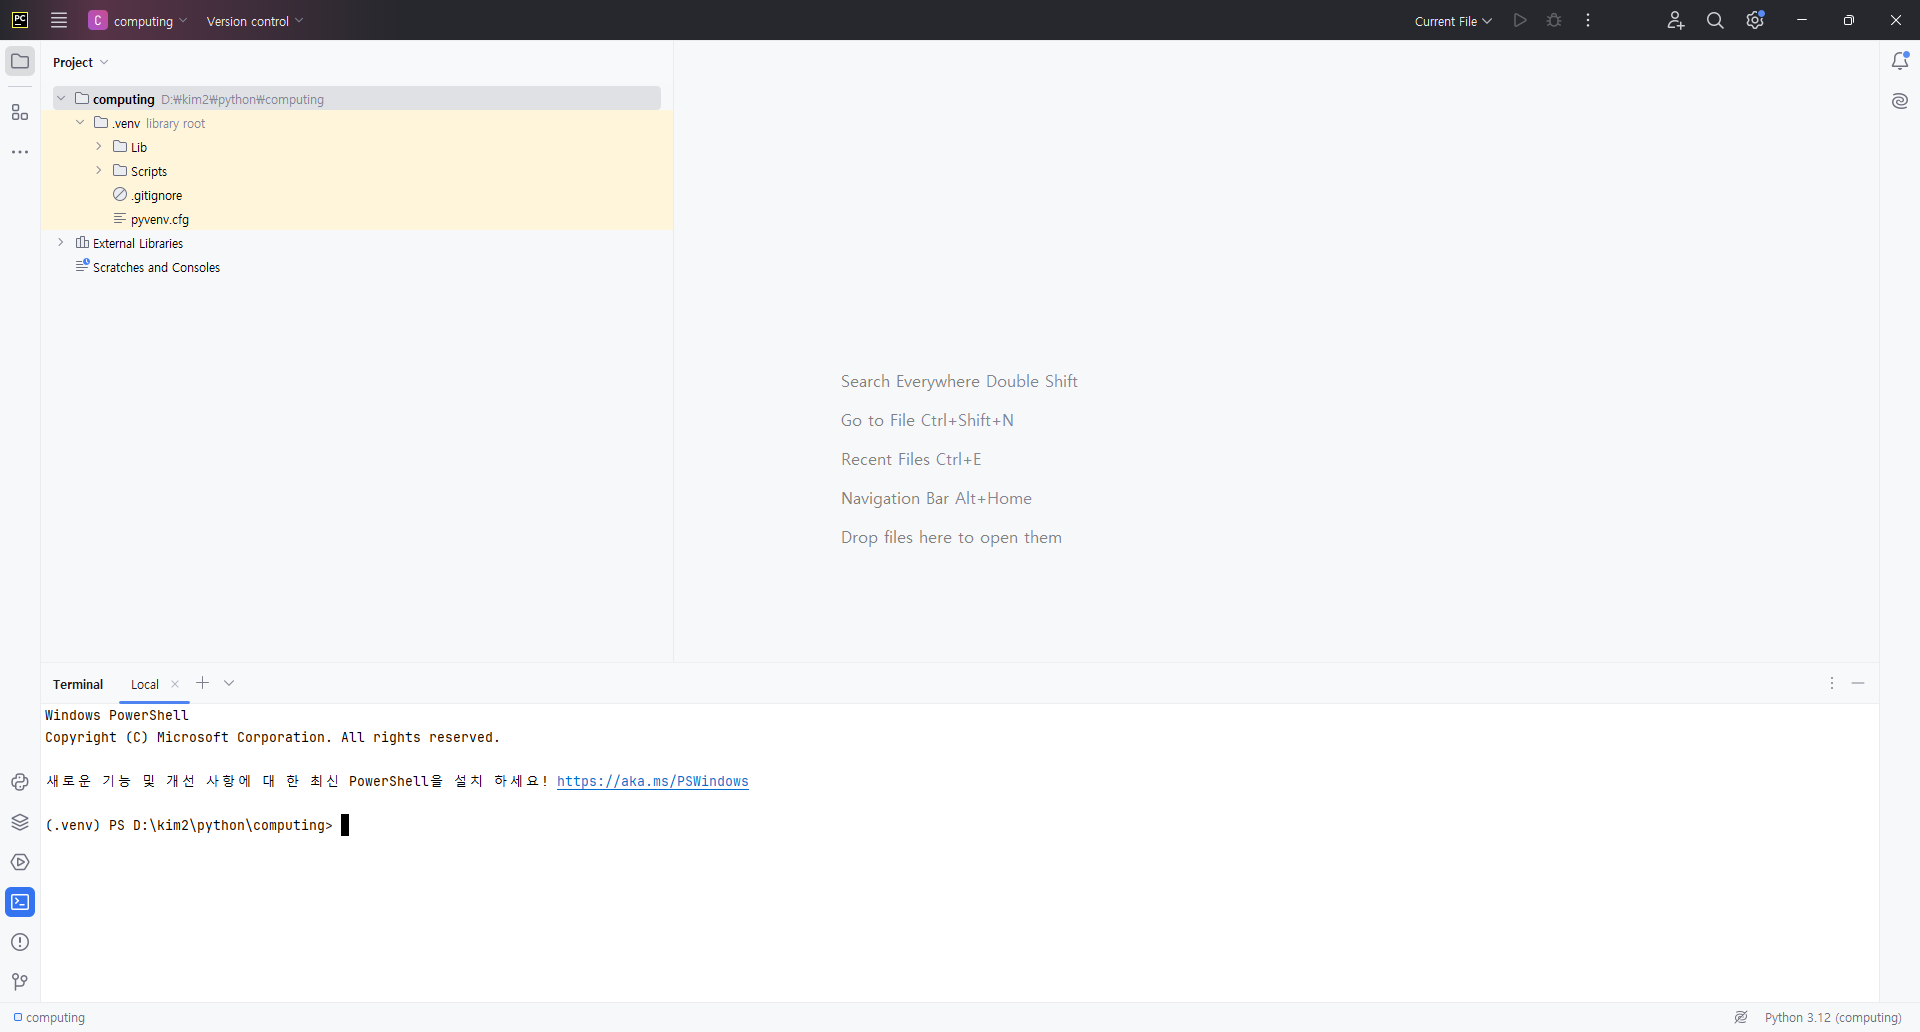 PC
C computing
Version control
Current File
Project
computing D:₩kim2₩python₩computing
.venv library root
Lib
Scripts
.gitignore
pyvenv.cfg
External Libraries
Scratches and Consoles
Search Everywhere Double Shift
Go to File Ctrl+Shift+N
Recent Files Ctrl+E
Navigation Bar Alt+Home
Drop files here to open them
Terminal
Local
Windows PowerShell
Copyright (C) Microsoft Corporation. All rights reserved.
새로운 기능 및 개선 사항에 대 한 최신 PowerShell을 설치 하세요! https://aka.ms/PSWindows
(.venv) PS D:\kim2\python\computing>
computing
Python 3.12 (computing)